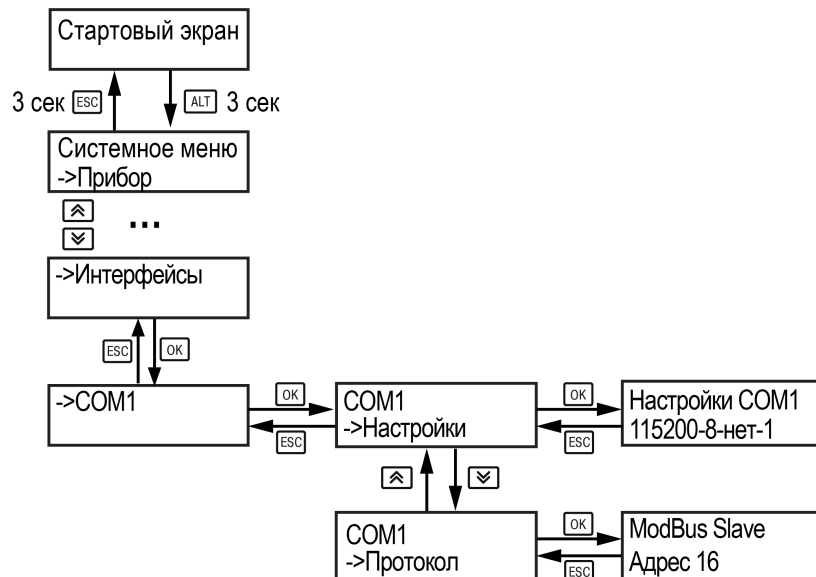 Стартовый экран
3 сек ESC ALT 3 сек
Системное меню
->Прибор
...
->Интерфейсы
ESC OK
->COM1
OK
ESC
COM1
->Настройки
OK
ESC
Настройки COM1
115200-8-нет-1
COM1
->Протокол
OK
ESC
ModBus Slave
Адрес 16